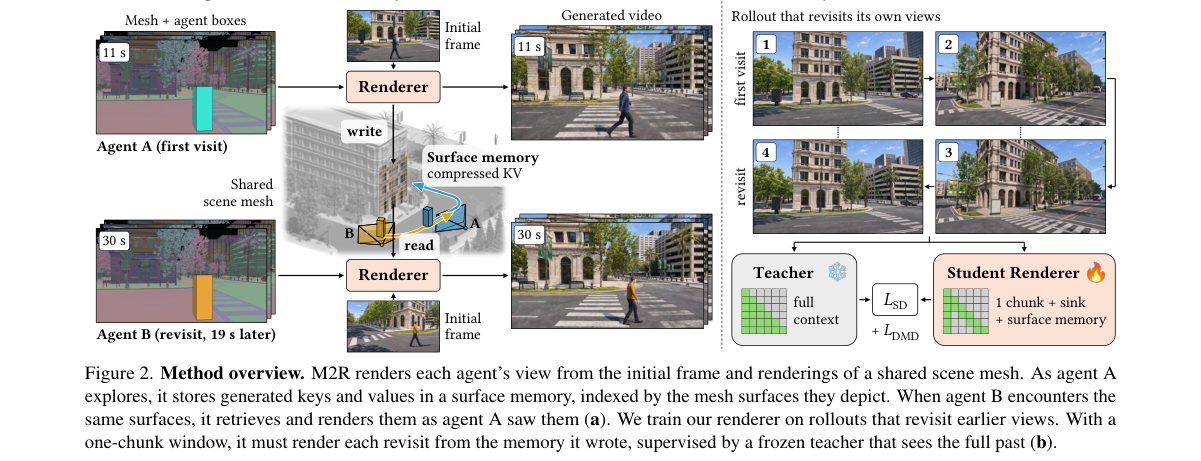 Mesh + agent boxes
11 s
Agent A (first visit)
Initial
frame
Renderer
Generated video
11 s
write
Surface memory
compressed KV
Shared
scene mesh
B
A
read
30 s
Agent B (revisit, 19 s later)
Renderer
Initial
frame
30 s
Rollout that revisits its own views
first visit
1
2
revisit
4
3
Teacher
full
context
L_SD
+ L_DMD
Student Renderer
1 chunk + sink
+ surface memory
Figure 2. Method overview. M2R renders each agent's view from the initial frame and renderings of a shared scene mesh. As agent A
explores, it stores generated keys and values in a surface memory, indexed by the mesh surfaces they depict. When agent B encounters the
same surfaces, it retrieves and renders them as agent A saw them (a). We train our renderer on rollouts that revisit earlier views. With a
one-chunk window, it must render each revisit from the memory it wrote, supervised by a frozen teacher that sees the full past (b).